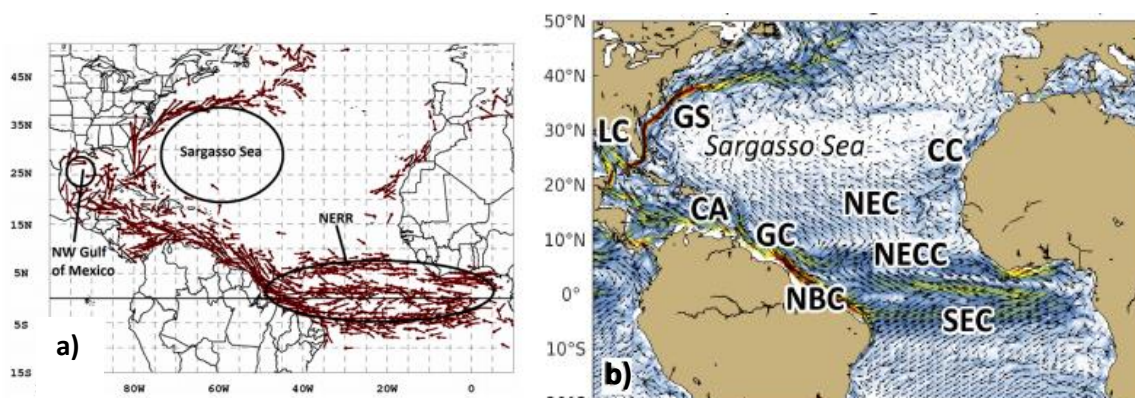 45N
35N
25N
15N
5N
5S
15S
80W
60W
40W
20W
0
Sargasso Sea
NERR
NW Gulf
of Mexico
a)
50°N
40°N
30°N
20°N
10°N
0°
10°S
LC
GS
Sargasso Sea
CC
CA
NEC
GC
NECC
NBC
SEC
b)